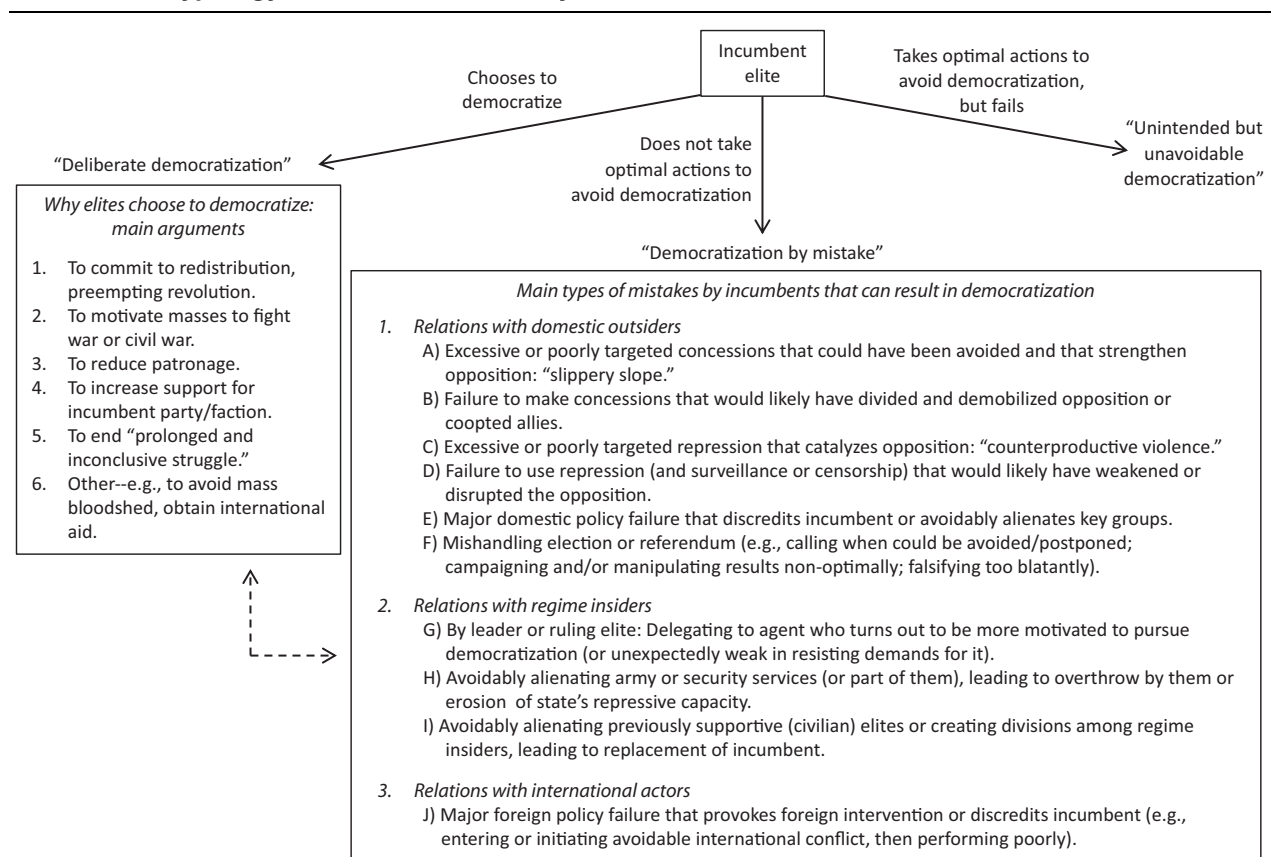 Incumbent
elite
Chooses to
democratize
Takes optimal actions to
avoid democratization,
but fails
Does not take
optimal actions to
avoid democratization
“Unintended but
unavoidable
democratization”
“Deliberate democratization”
Why elites choose to democratize:
main arguments
1. To commit to redistribution,
preempting revolution.
2. To motivate masses to fight
war or civil war.
3. To reduce patronage.
4. To increase support for
incumbent party/faction.
5. To end “prolonged and
inconclusive struggle.”
6. Other--e.g., to avoid mass
bloodshed, obtain international
aid.
“Democratization by mistake”
Main types of mistakes by incumbents that can result in democratization
1. Relations with domestic outsiders
A) Excessive or poorly targeted concessions that could have been avoided and that strengthen
opposition: “slippery slope.”
B) Failure to make concessions that would likely have divided and demobilized opposition or
coopted allies.
C) Excessive or poorly targeted repression that catalyzes opposition: “counterproductive violence.”
D) Failure to use repression (and surveillance or censorship) that would likely have weakened or
disrupted the opposition.
E) Major domestic policy failure that discredits incumbent or avoidably alienates key groups.
F) Mishandling election or referendum (e.g., calling when could be avoided/postponed;
campaigning and/or manipulating results non-optimally; falsifying too blatantly).
2. Relations with regime insiders
G) By leader or ruling elite: Delegating to agent who turns out to be more motivated to pursue
democratization (or unexpectedly weak in resisting demands for it).
H) Avoidably alienating army or security services (or part of them), leading to overthrow by them or
erosion of state’s repressive capacity.
I) Avoidably alienating previously supportive (civilian) elites or creating divisions among regime
insiders, leading to replacement of incumbent.
3. Relations with international actors
J) Major foreign policy failure that provokes foreign intervention or discredits incumbent (e.g.,
entering or initiating avoidable international conflict, then performing poorly).